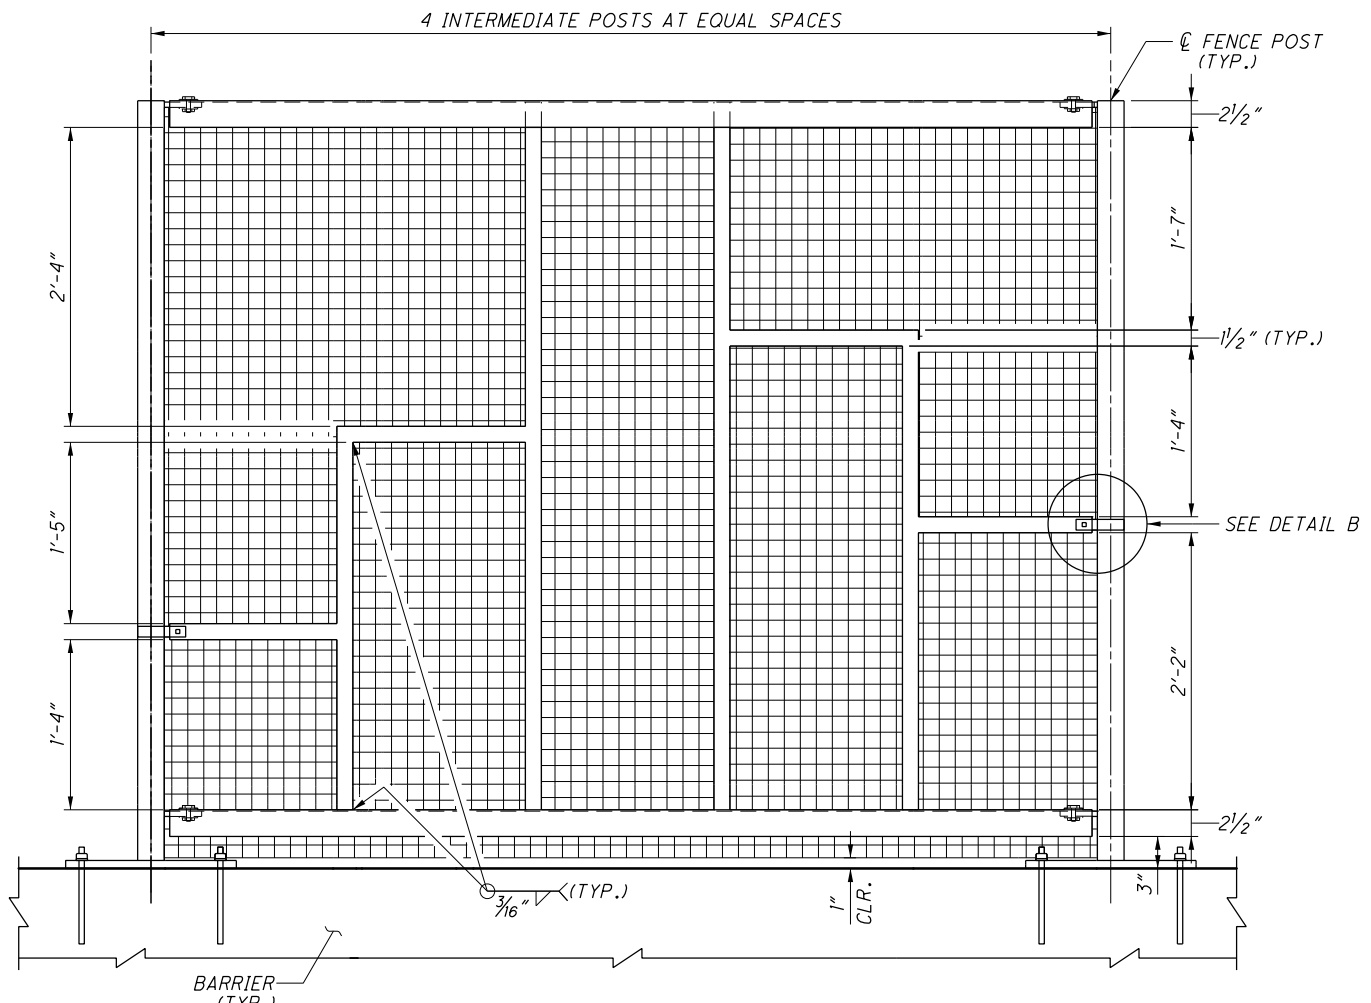 4 INTERMEDIATE POSTS AT EQUAL SPACES
℄ FENCE POST
(TYP.)
2½"
1'-7"
2'-4"
1½" (TYP.)
1'-4"
SEE DETAIL B
1'-5"
2'-2"
1'-4"
2½"
3"
1"
CLR.
3/16"
(TYP.)
BARRIER
(TYP.)